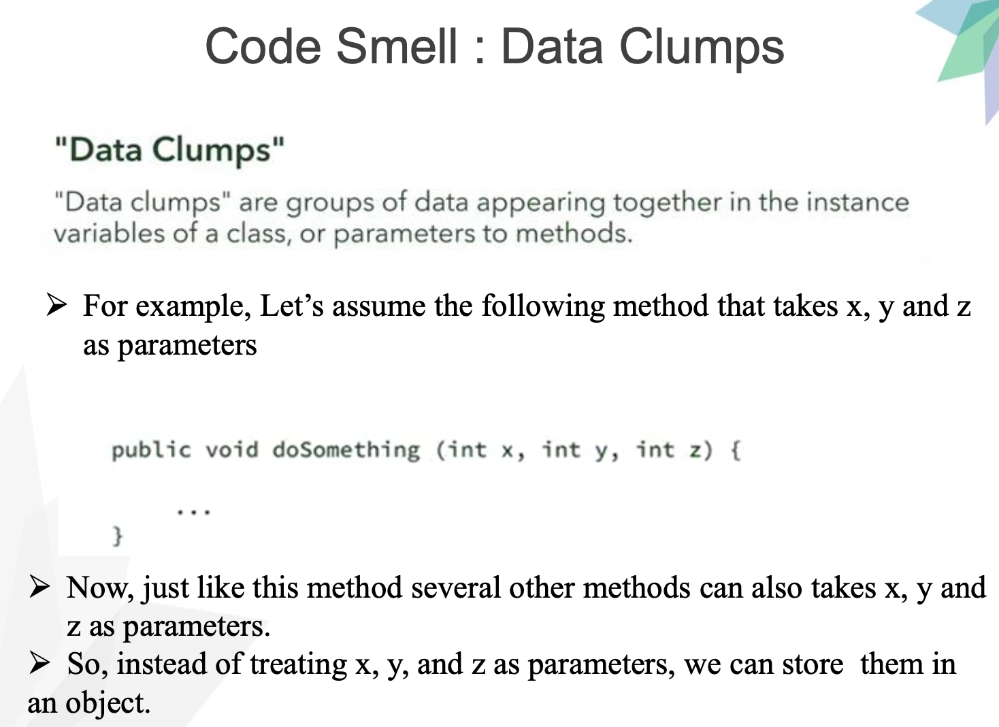 Code Smell : Data Clumps
"Data Clumps"
"Data clumps" are groups of data appearing together in the instance
variables of a class, or parameters to methods.
➢ For example, Let’s assume the following method that takes x, y and z
as parameters
public void doSomething (int x, int y, int z) {
...
}
➢ Now, just like this method several other methods can also takes x, y and
z as parameters.
➢ So, instead of treating x, y, and z as parameters, we can store  them in
an object.